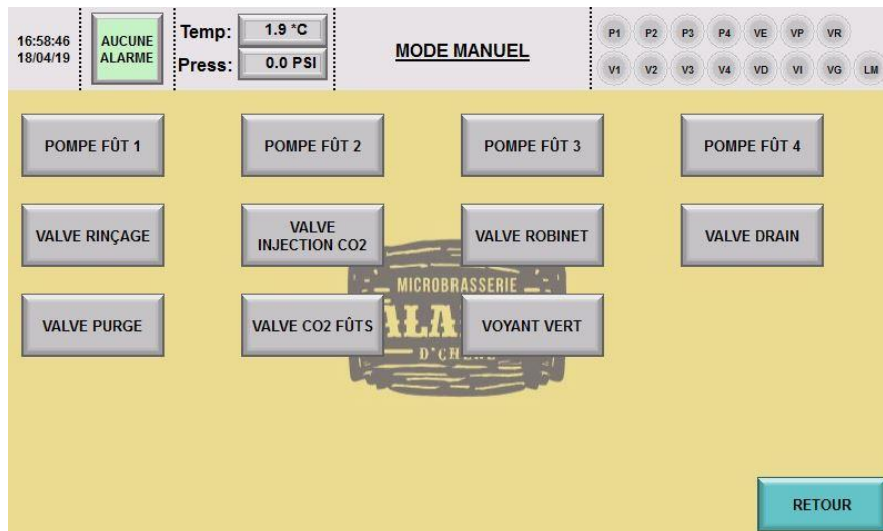 16:58:46
18/04/19
AUCUNE
ALARME
Temp:
1.9 °C
Press:
0.0 PSI
MODE MANUEL
P1 P2 P3 P4 VE VP VR
V1 V2 V3 V4 VD VI VG LM
POMPE FÛT 1
POMPE FÛT 2
POMPE FÛT 3
POMPE FÛT 4
VALVE RINÇAGE
VALVE
INJECTION CO2
VALVE ROBINET
VALVE DRAIN
MICROBRASSERIE
VALVE PURGE
VALVE CO2 FÛTS
VOYANT VERT
RETOUR